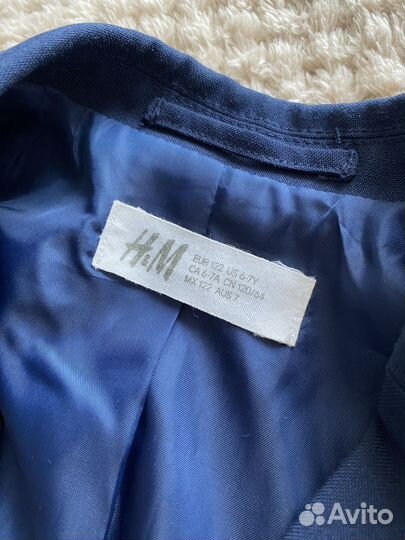 H&M
EUR 122 US 6-7Y
CA 6-7A CN 120/64
MX 122 AUS 7
Avito